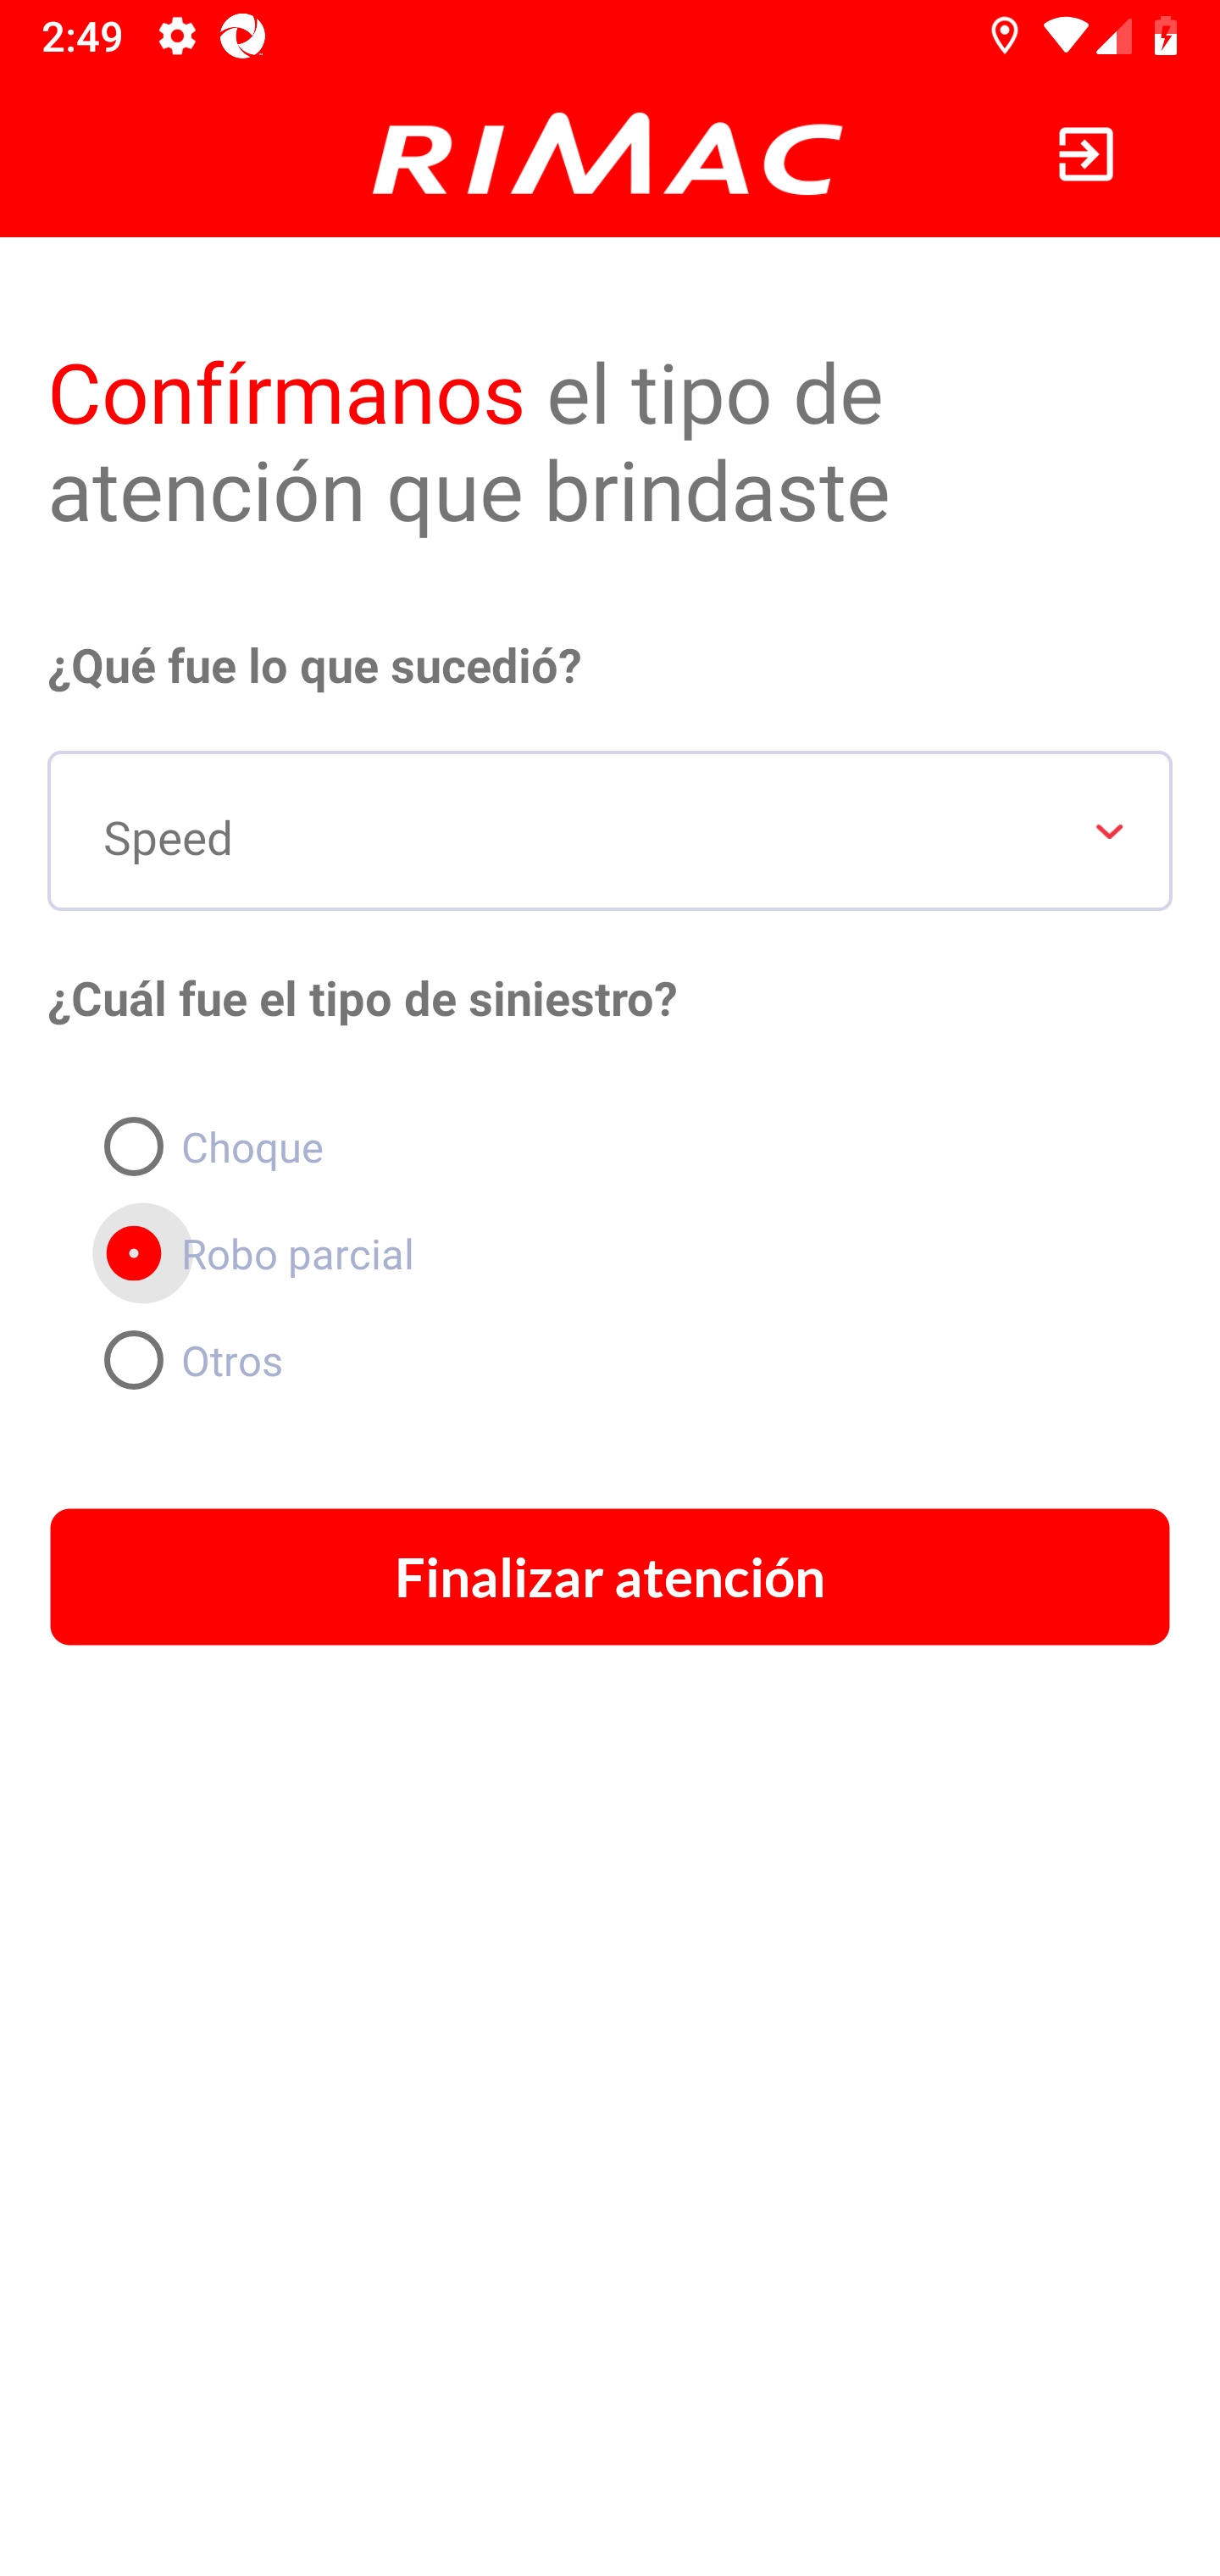 2:49
RIMAC
Confírmanos el tipo de
atención que brindaste
¿Qué fue lo que sucedió?
Speed
¿Cuál fue el tipo de siniestro?
Choque
Robo parcial
Otros
Finalizar atención